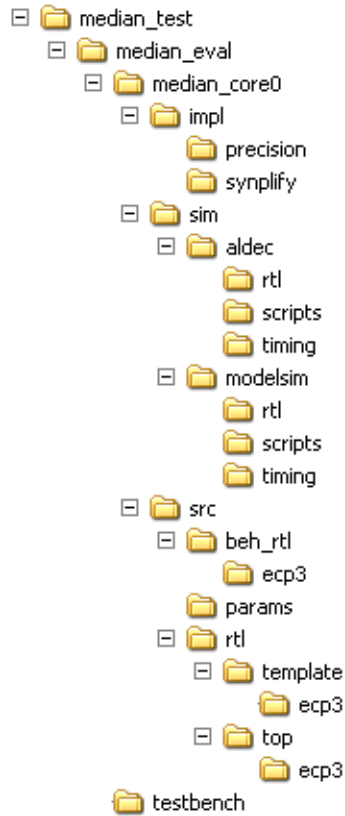 median_test
median_eval
median_core0
impl
precision
synplify
sim
aldec
rtl
scripts
timing
modelsim
rtl
scripts
timing
src
beh_rtl
ecp3
params
rtl
template
ecp3
top
ecp3
testbench